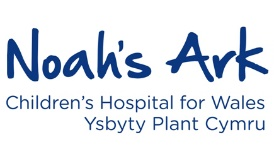 Noah's Ark
Children's Hospital for Wales
Ysbyty Plant Cymru